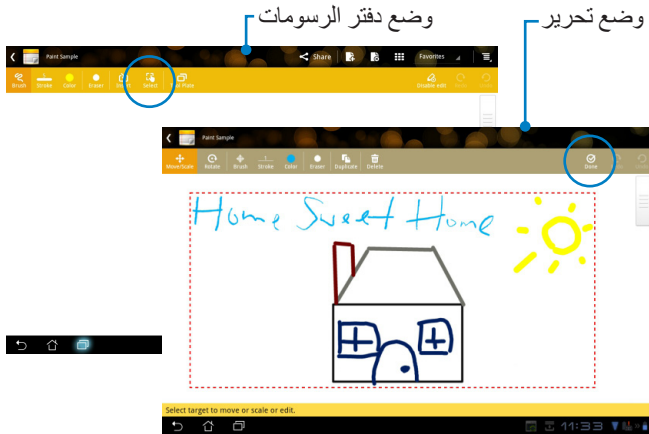 وضع دفتر الرسومات
وضع تحرير
Paint Sample
Share
Favorites
Brush
Stroke
Color
Eraser
Select
Disable edit
Paint Sample
Move/Scale
Rotate
Brush
Stroke
Color
Eraser
Duplicate
Delete
Done
Home Sweet Home
Select target to move or scale or edit.
11:33